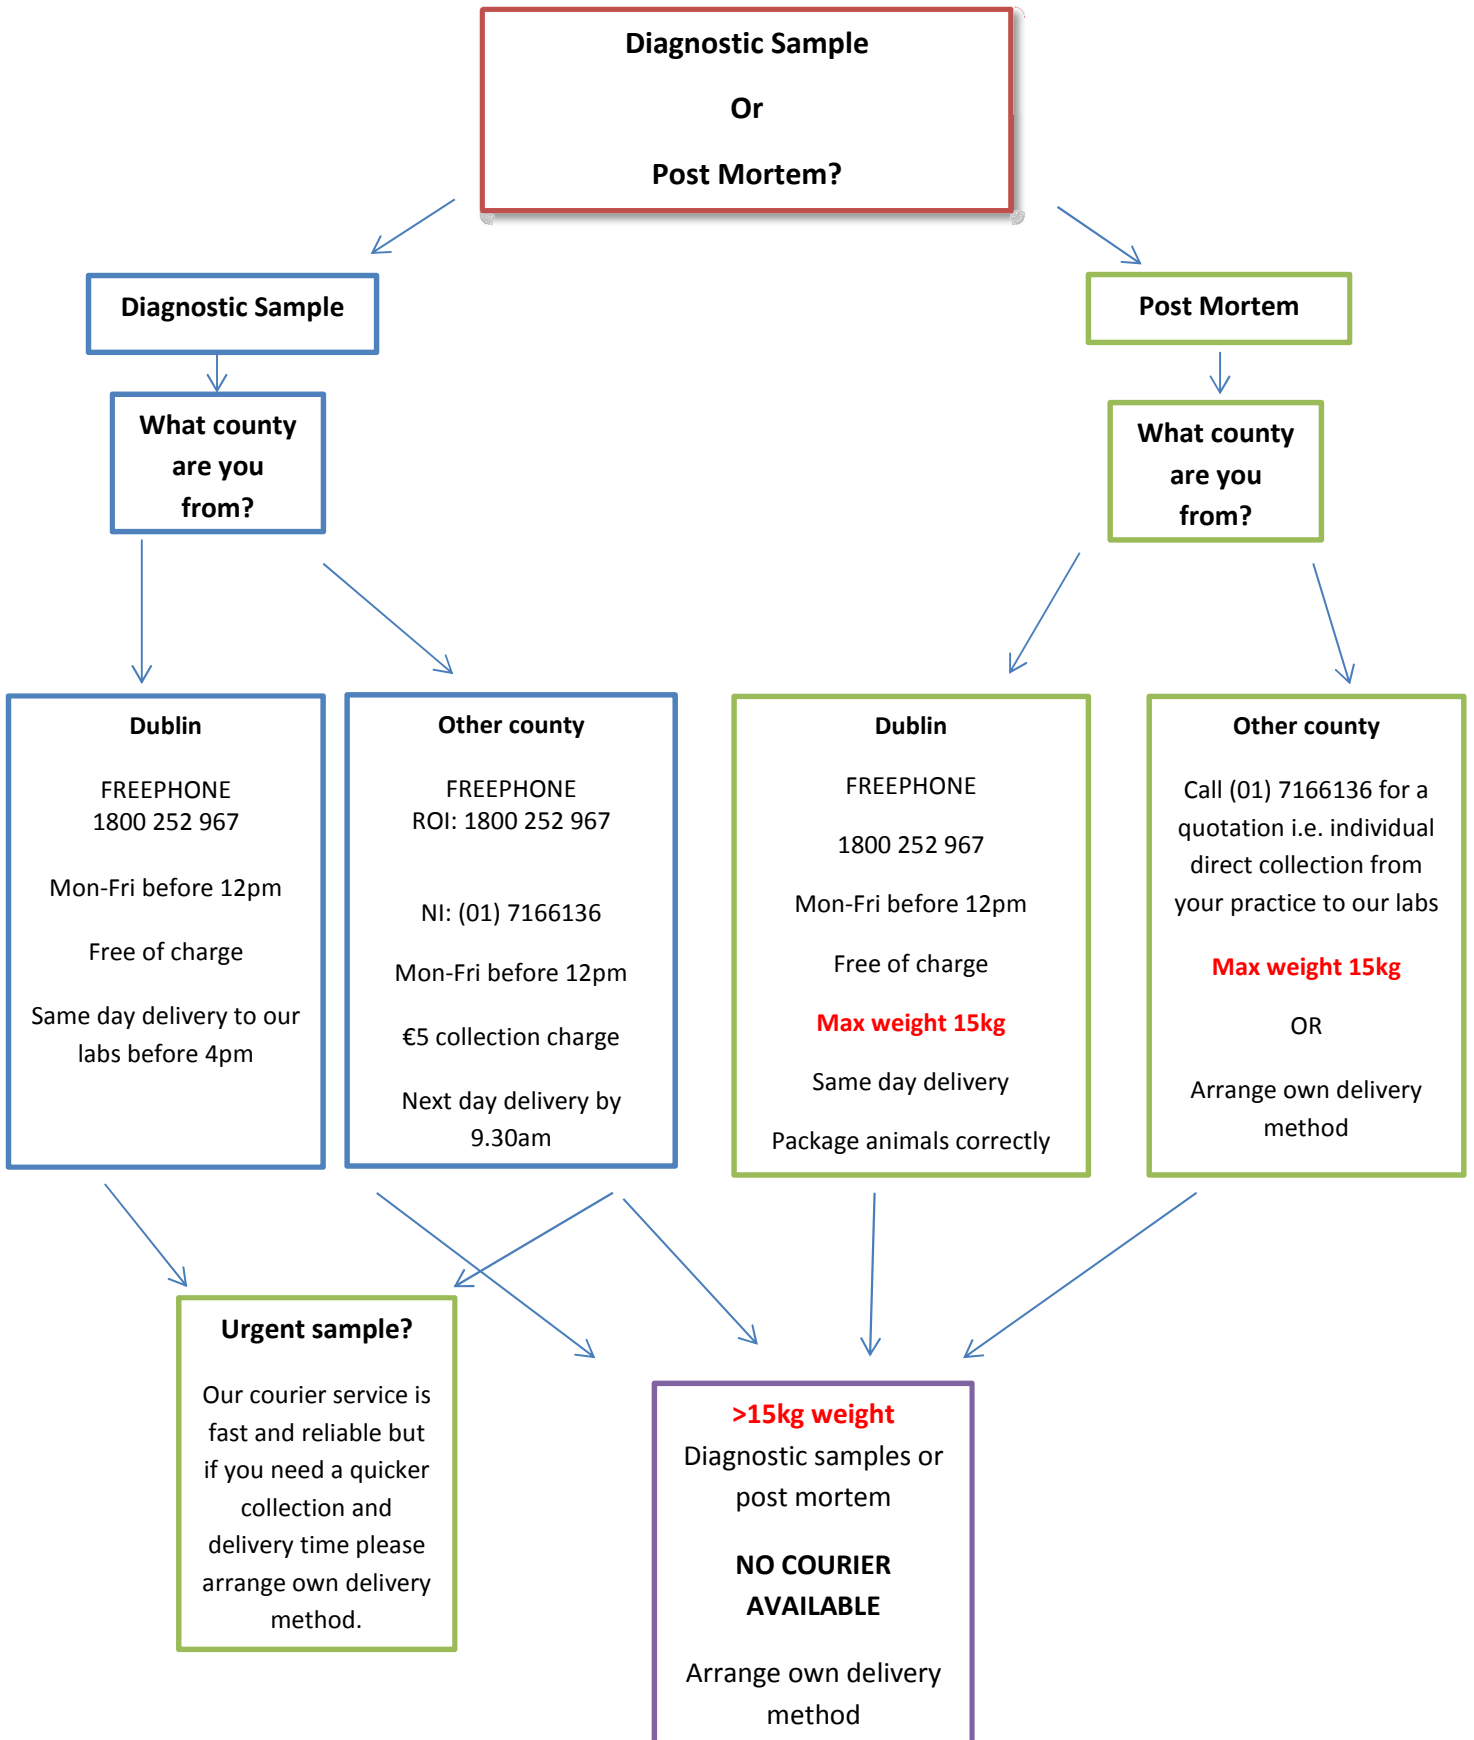 Diagnostic Sample
Or
Post Mortem?
Diagnostic Sample
Post Mortem
What county
are you
from?
What county
are you
from?
Dublin
FREEPHONE
1800 252 967
Mon-Fri before 12pm
Free of charge
Same day delivery to our
labs before 4pm
Other county
FREEPHONE
ROI: 1800 252 967
NI: (01) 7166136
Mon-Fri before 12pm
€5 collection charge
Next day delivery by
9.30am
Dublin
FREEPHONE
1800 252 967
Mon-Fri before 12pm
Free of charge
Max weight 15kg
Same day delivery
Package animals correctly
Other county
Call (01) 7166136 for a
quotation i.e. individual
direct collection from
your practice to our labs
Max weight 15kg
OR
Arrange own delivery
method
Urgent sample?
Our courier service is
fast and reliable but
if you need a quicker
collection and
delivery time please
arrange own delivery
method.
>15kg weight
Diagnostic samples or
post mortem
NO COURIER
AVAILABLE
Arrange own delivery
method